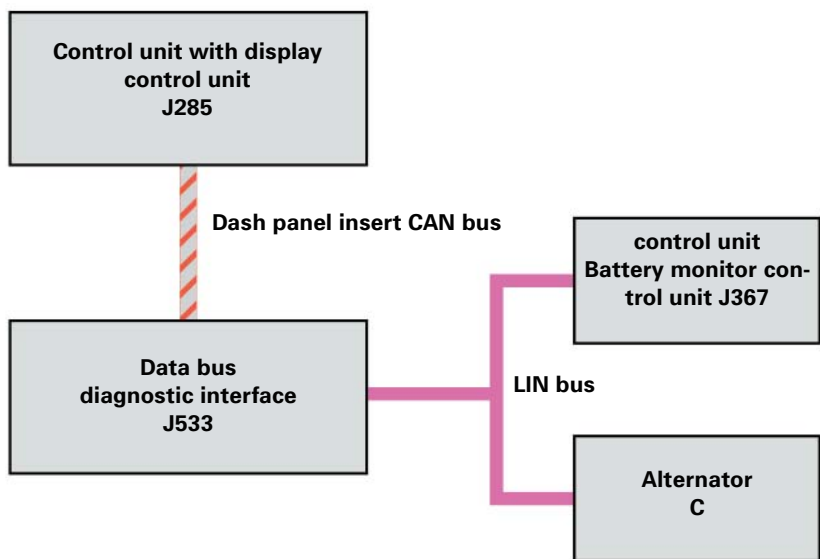 Control unit with display
control unit
J285
Dash panel insert CAN bus
control unit
Battery monitor con-
trol unit J367
Data bus
diagnostic interface
J533
LIN bus
Alternator
C